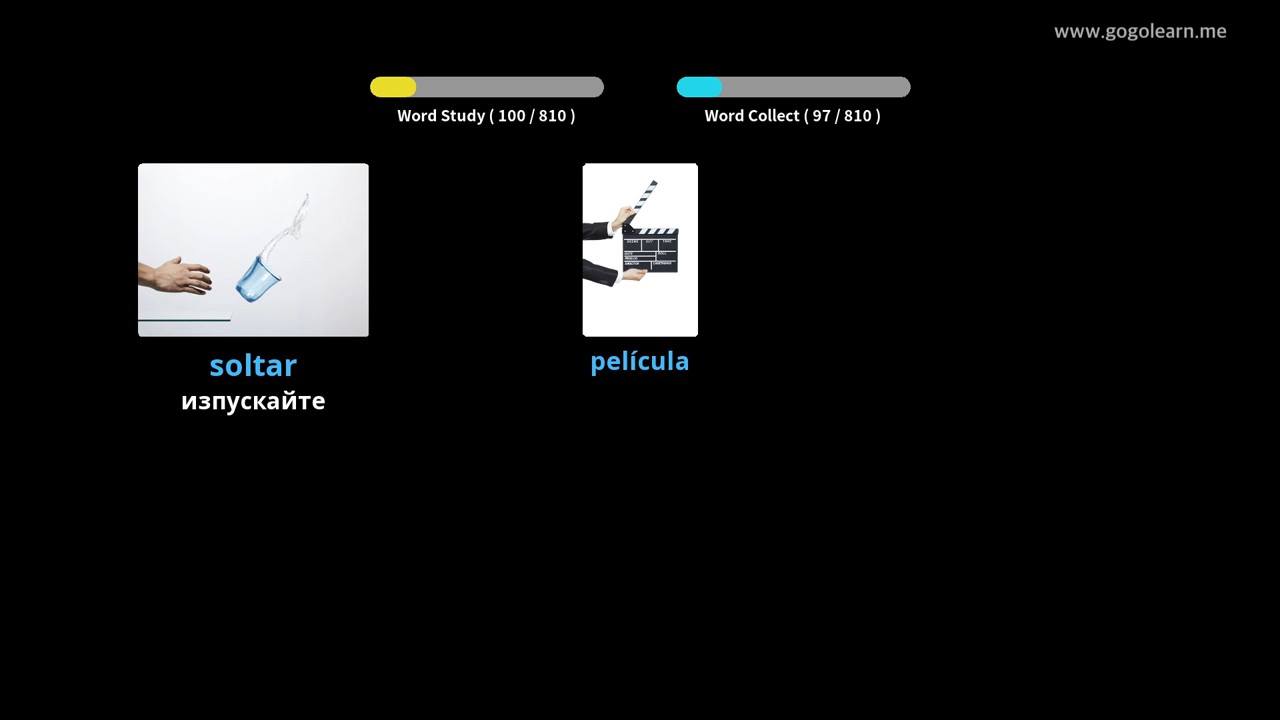 www.gogolearn.me
Word Study ( 100 / 810 )
Word Collect ( 97 / 810 )
soltar
изпускайте
película